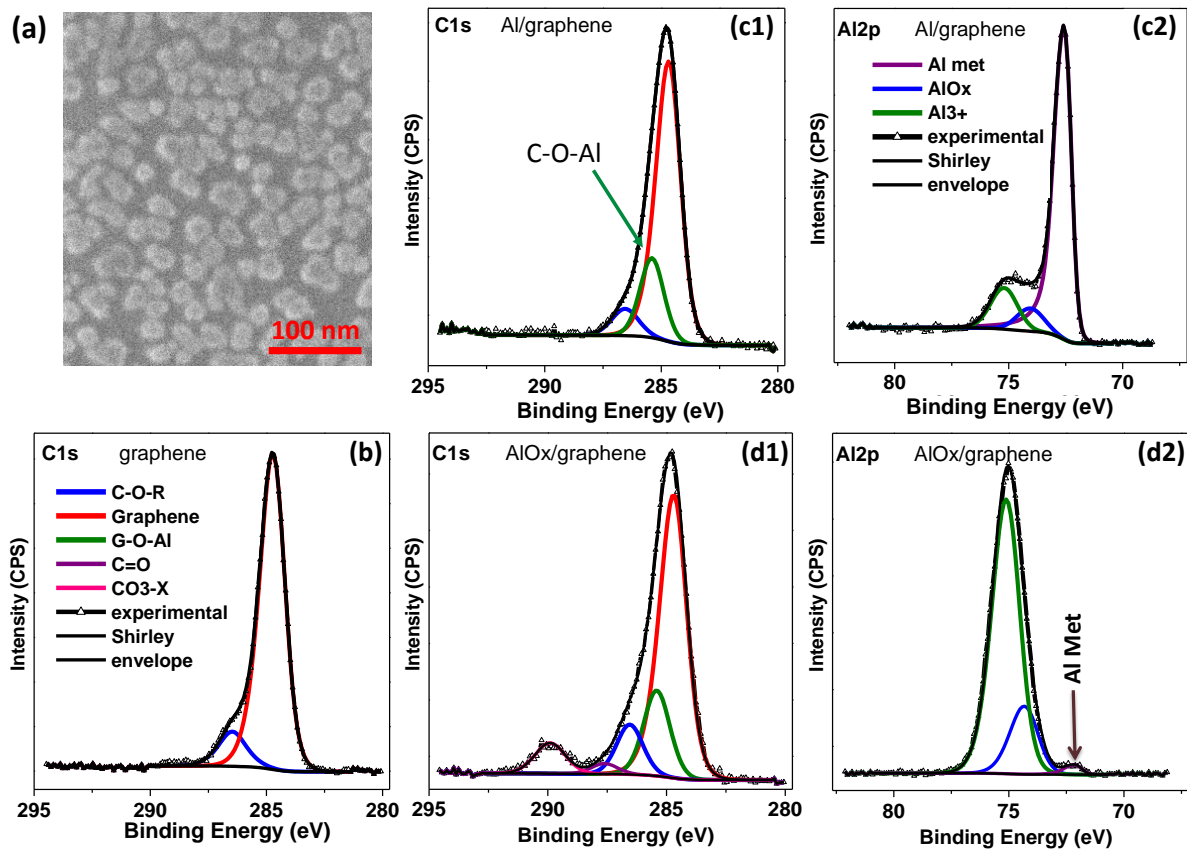 (a)
100 nm
C1s Al/graphene (c1)
C-O-Al
Intensity (CPS)
295 290 285 280
Binding Energy (eV)
Al2p Al/graphene (c2)
Al met
AlOx
Al3+
experimental
Shirley
envelope
Intensity (CPS)
80 75 70
Binding Energy (eV)
C1s graphene (b)
C-O-R
Graphene
G-O-Al
C=O
CO3-X
experimental
Shirley
envelope
Intensity (CPS)
295 290 285 280
Binding Energy (eV)
C1s AlOx/graphene (d1)
Intensity (CPS)
295 290 285 280
Binding Energy (eV)
Al2p AlOx/graphene (d2)
Al Met
Intensity (CPS)
80 75 70
Binding Energy (eV)